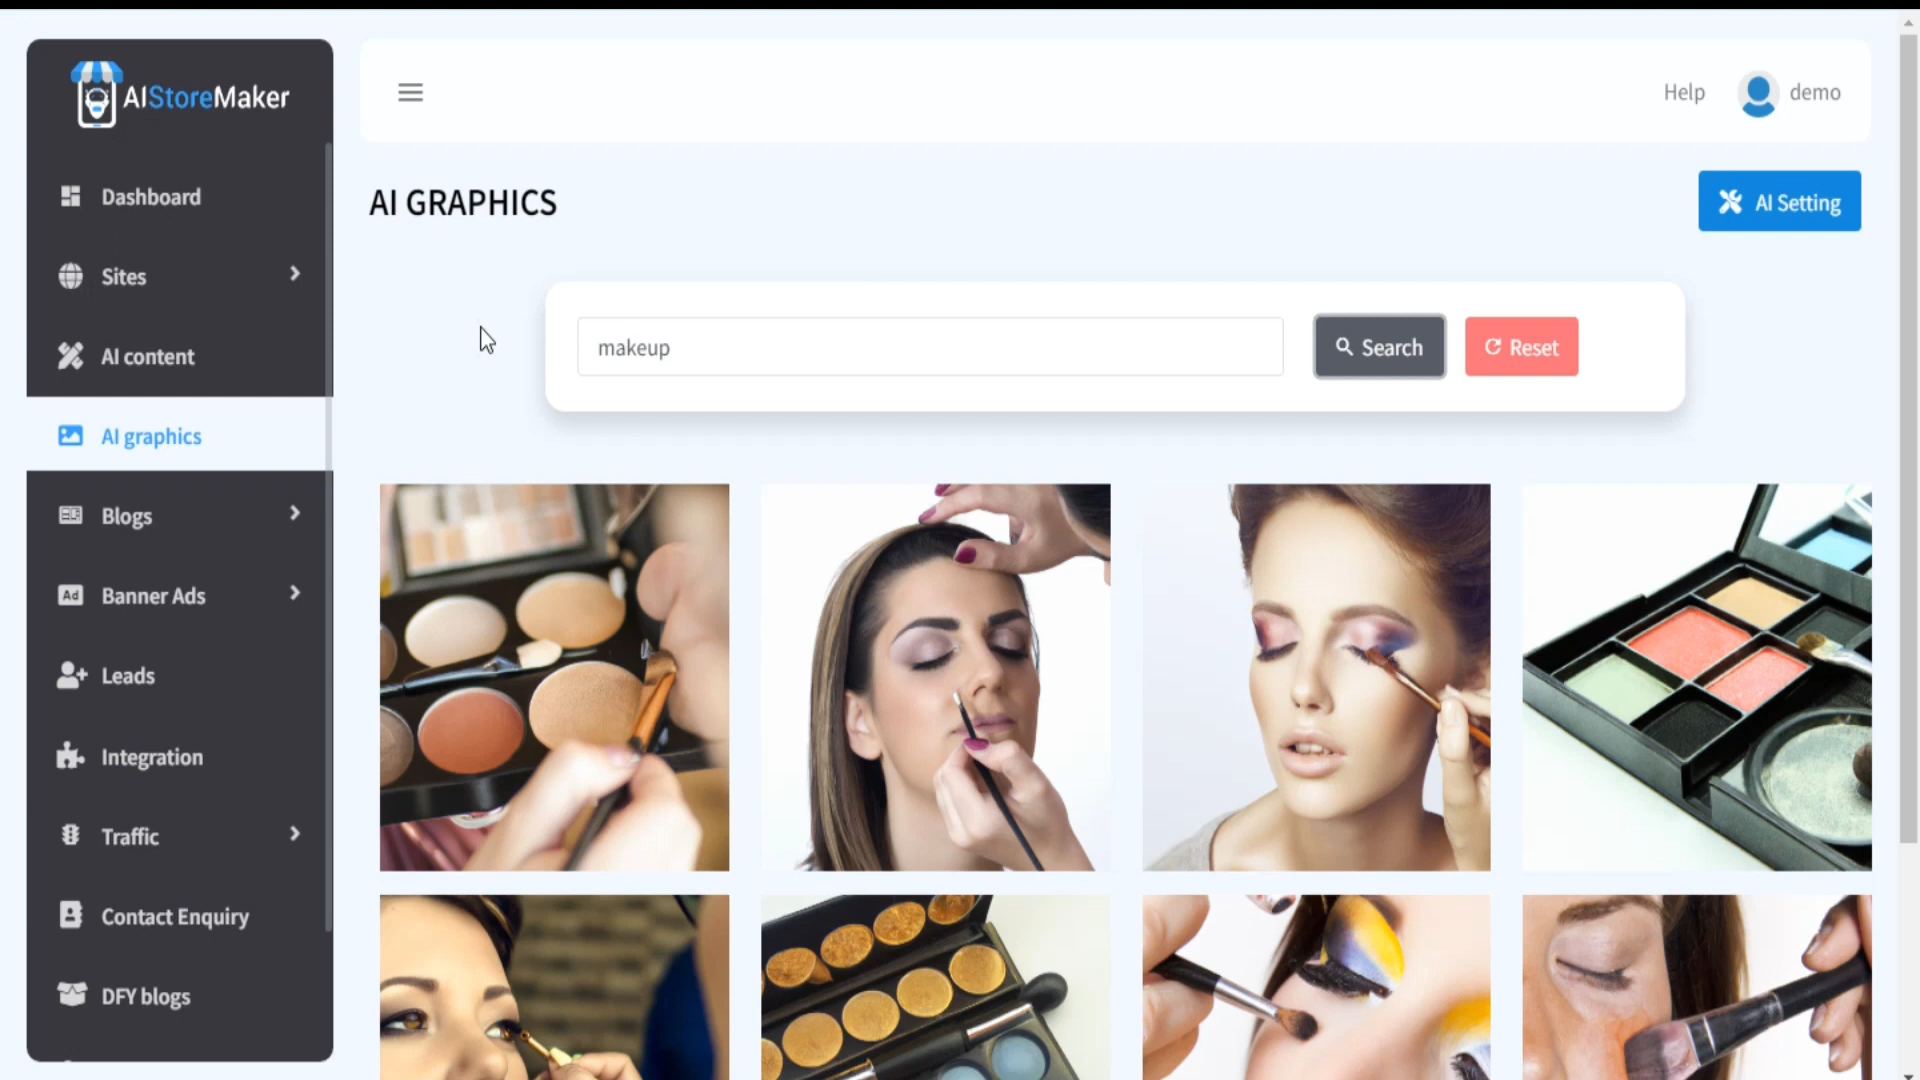 AIStoreMaker
Help
demo
Dashboard
AI GRAPHICS
AI Setting
Sites
makeup
Search
Reset
AI content
AI graphics
Blogs
Ad
Banner Ads
Leads
Integration
Traffic
Contact Enquiry
DFY blogs